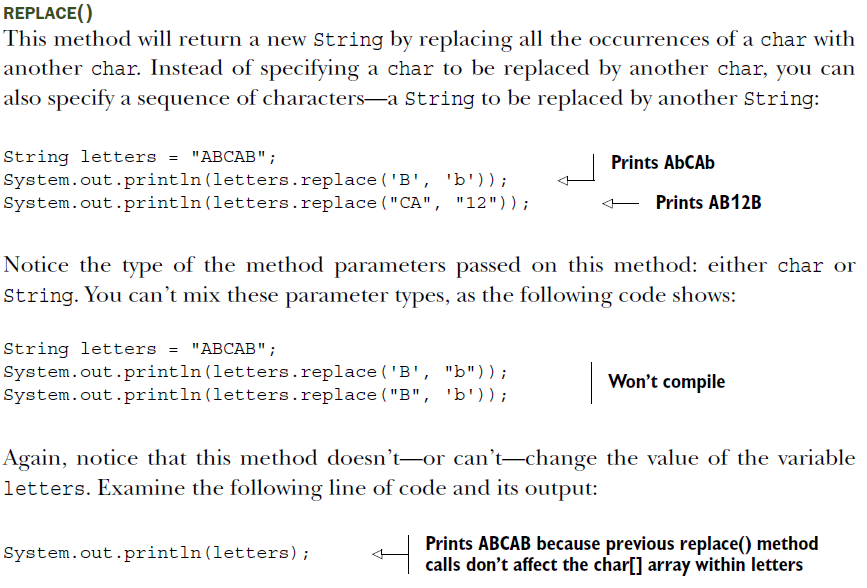 REPLACE()
This method will return a new String by replacing all the occurrences of a char with
another char. Instead of specifying a char to be replaced by another char, you can
also specify a sequence of characters—a String to be replaced by another String:
String letters = "ABCAB";
System.out.println(letters.replace('B', 'b'));
Prints AbCAb
System.out.println(letters.replace("CA", "12"));
Prints AB12B
Notice the type of the method parameters passed on this method: either char or
String. You can’t mix these parameter types, as the following code shows:
String letters = "ABCAB";
System.out.println(letters.replace('B', "b"));
System.out.println(letters.replace("B", 'b'));
Won’t compile
Again, notice that this method doesn’t—or can’t—change the value of the variable
letters. Examine the following line of code and its output:
System.out.println(letters);
Prints ABCAB because previous replace() method
calls don’t affect the char[] array within letters